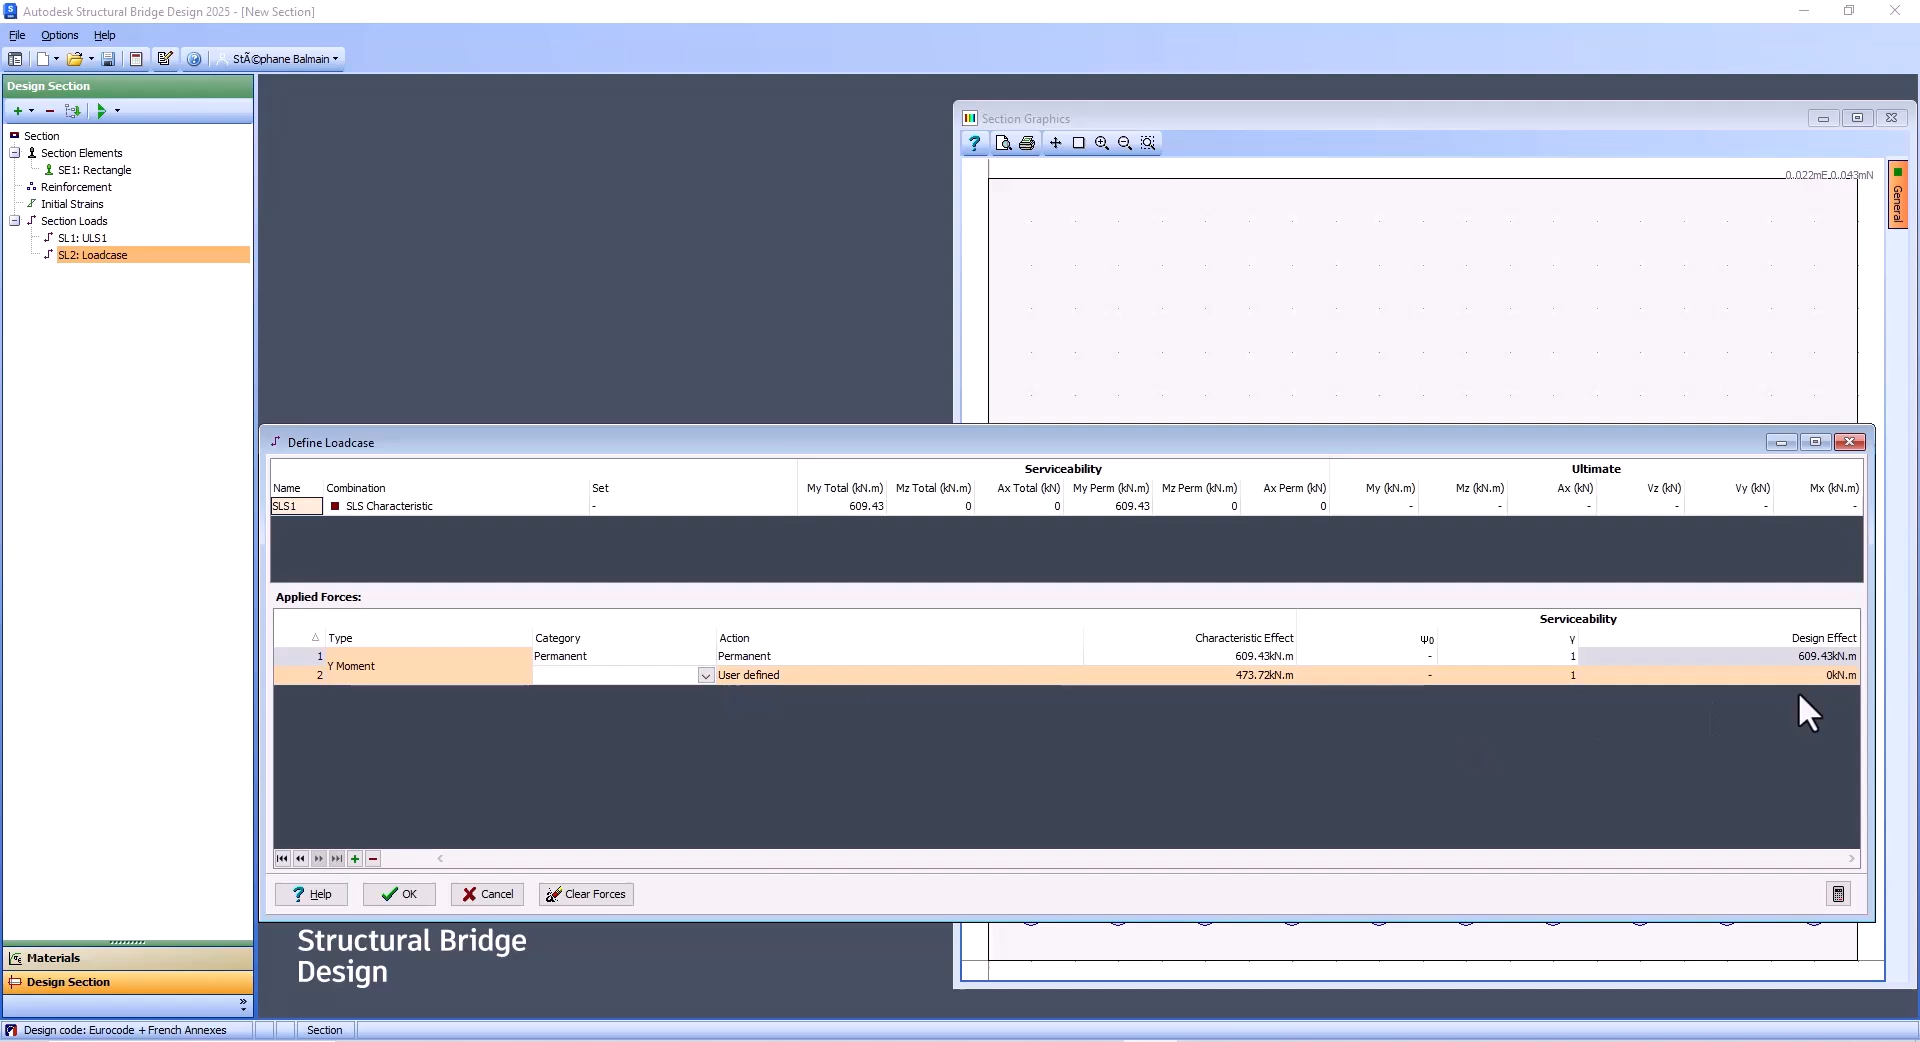 Autodesk Structural Bridge Design 2025 - [New Section]
File Options Help
StÃ©phane Balmain
Design Section
Section
Section Elements
SE1: Rectangle
Reinforcement
Initial Strains
Section Loads
SL1: ULS1
SL2: Loadcase
Materials
Design Section
Section Graphics
0.022mE,0.043mN
General
Define Loadcase
Serviceability Ultimate
Name Combination Set My Total (kN.m) Mz Total (kN.m) Ax Total (kN) My Perm (kN.m) Mz Perm (kN.m) Ax Perm (kN) My (kN.m) Mz (kN.m) Ax (kN) Vz (kN) Vy (kN) Mx (kN.m)
SLS1 SLS Characteristic - 609.43 0 0 609.43 0 0 - - - - - -
Applied Forces:
Serviceability
Type Category Action Characteristic Effect ψ0 γ Design Effect
1 Permanent Permanent 609.43kN.m - 1 609.43kN.m
Y Moment
2 User defined 473.72kN.m - 1 0kN.m
Help OK Cancel Clear Forces
Structural Bridge
Design
Design code: Eurocode + French Annexes Section